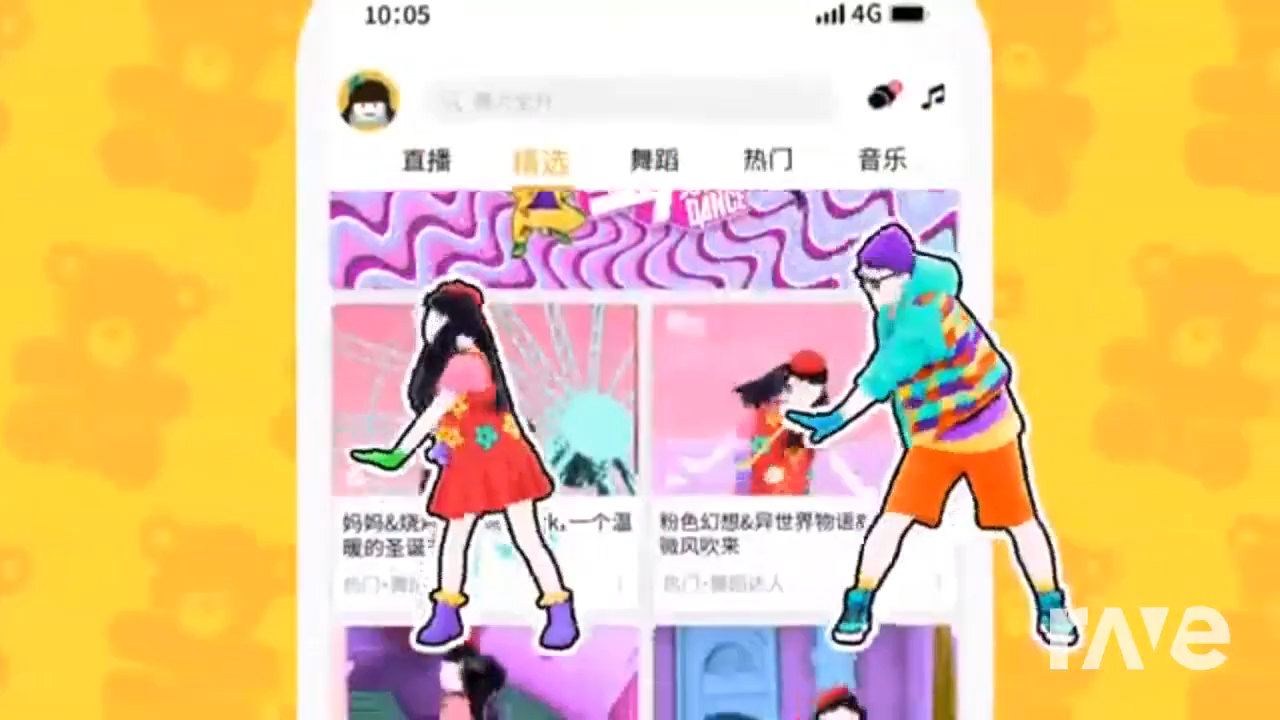 10:05
4G
直播
精选
舞蹈
热门
音乐
DANCE
妈妈&烧
k,一个温
暖的圣诞
粉色幻想&异世界物语&
微风吹来
热门·舞蹈
热门·舞蹈达人
rave